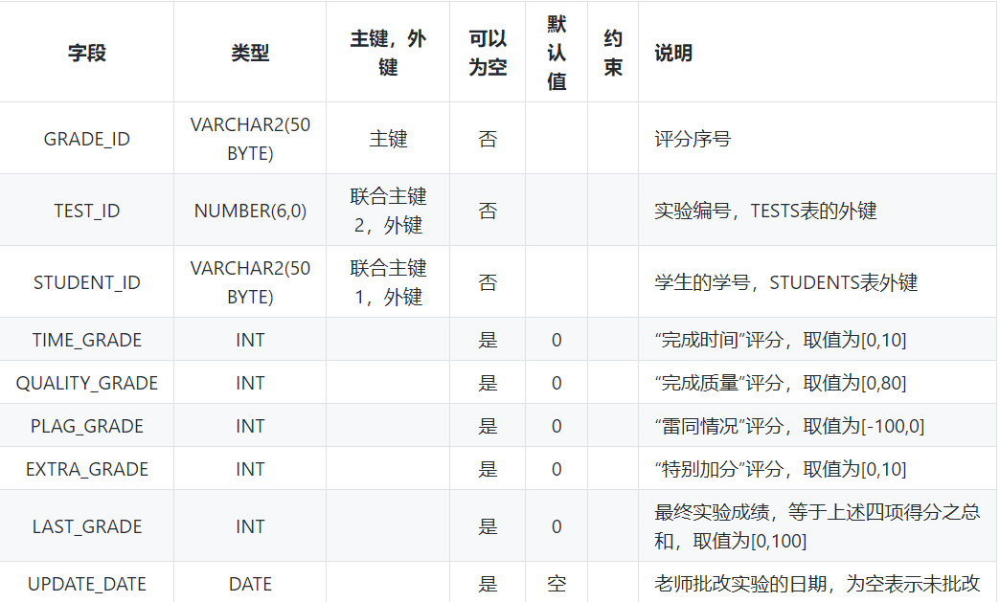 字段 类型 主键，外键 可以为空 默认值 约束 说明
GRADE_ID VARCHAR2(50 BYTE) 主键 否 评分序号
TEST_ID NUMBER(6,0) 联合主键2，外键 否 实验编号，TESTS表的外键
STUDENT_ID VARCHAR2(50 BYTE) 联合主键1，外键 否 学生的学号，STUDENTS表外键
TIME_GRADE INT 是 0 “完成时间”评分，取值为[0,10]
QUALITY_GRADE INT 是 0 “完成质量”评分，取值为[0,80]
PLAG_GRADE INT 是 0 “雷同情况”评分，取值为[-100,0]
EXTRA_GRADE INT 是 0 “特别加分”评分，取值为[0,10]
LAST_GRADE INT 是 0 最终实验成绩，等于上述四项得分之总和，取值为[0,100]
UPDATE_DATE DATE 是 空 老师批改实验的日期，为空表示未批改